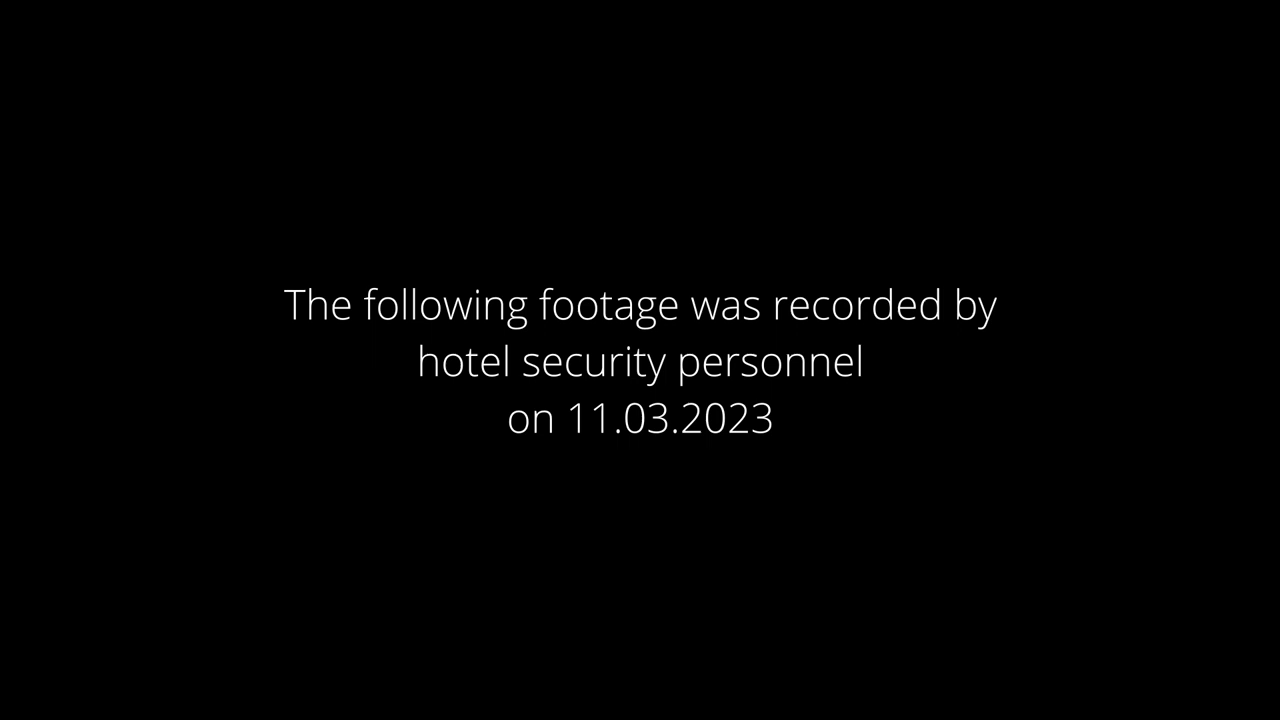 The following footage was recorded by
hotel security personnel
on 11.03.2023